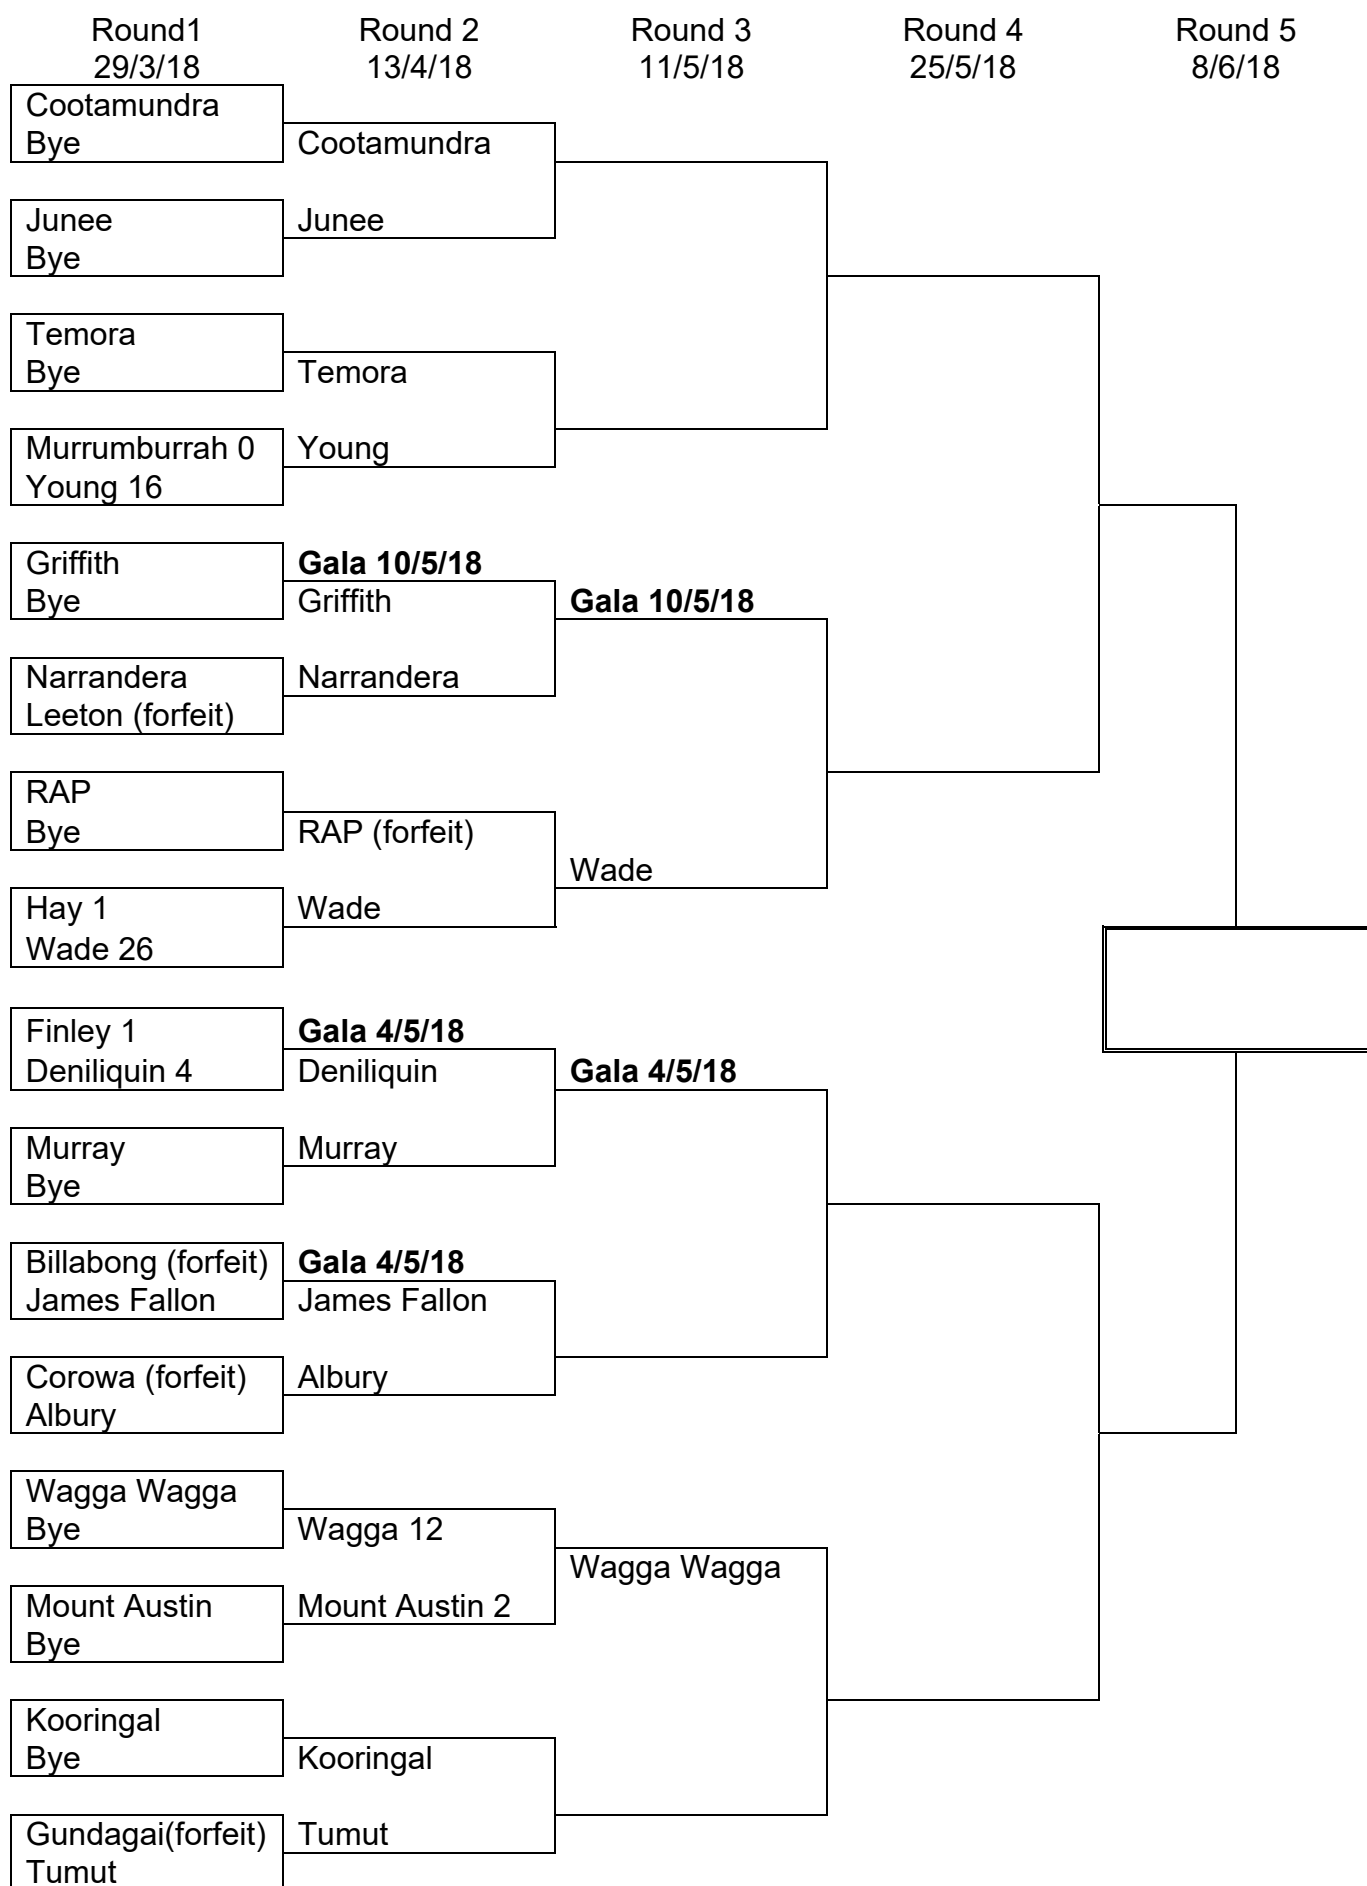 Round1
29/3/18
Round 2
13/4/18
Round 3
11/5/18
Round 4
25/5/18
Round 5
8/6/18
Cootamundra
Bye
Junee
Bye
Temora
Bye
Murrumburrah 0
Young 16
Griffith
Bye
Narrandera
Leeton (forfeit)
RAP
Bye
Hay 1
Wade 26
Finley 1
Deniliquin 4
Murray
Bye
Billabong (forfeit)
James Fallon
Corowa (forfeit)
Albury
Wagga Wagga
Bye
Mount Austin
Bye
Kooringal
Bye
Gundagai(forfeit)
Tumut
Cootamundra
Junee
Temora
Young
Gala 10/5/18
Griffith
Narrandera
RAP (forfeit)
Wade
Gala 4/5/18
Deniliquin
Murray
Gala 4/5/18
James Fallon
Albury
Wagga 12
Mount Austin 2
Kooringal
Tumut
Gala 10/5/18
Wade
Gala 4/5/18
Wagga Wagga